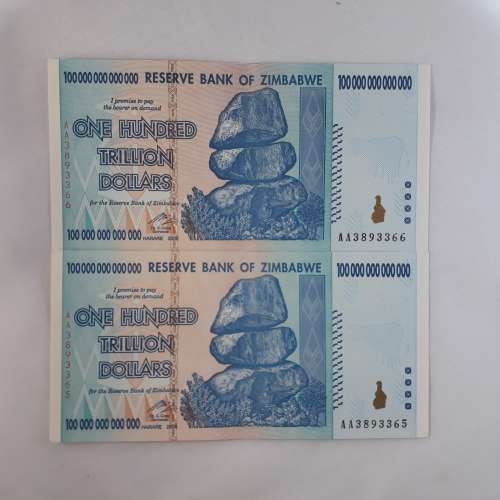 100 000 000 000 000 RESERVE BANK OF ZIMBABWE 100 000 000 000 000
I promise to pay
the bearer on demand
ONE HUNDRED
TRILLION
DOLLARS
for the Reserve Bank of Zimbabwe
100 000 000 000 000 HARARE 2008
AA3893366
AA3893366
100 000 000 000 000 RESERVE BANK OF ZIMBABWE 100 000 000 000 000
I promise to pay
the bearer on demand
ONE HUNDRED
TRILLION
DOLLARS
for the Reserve Bank of Zimbabwe
100 000 000 000 000 HARARE 2008
AA3893365
AA3893365